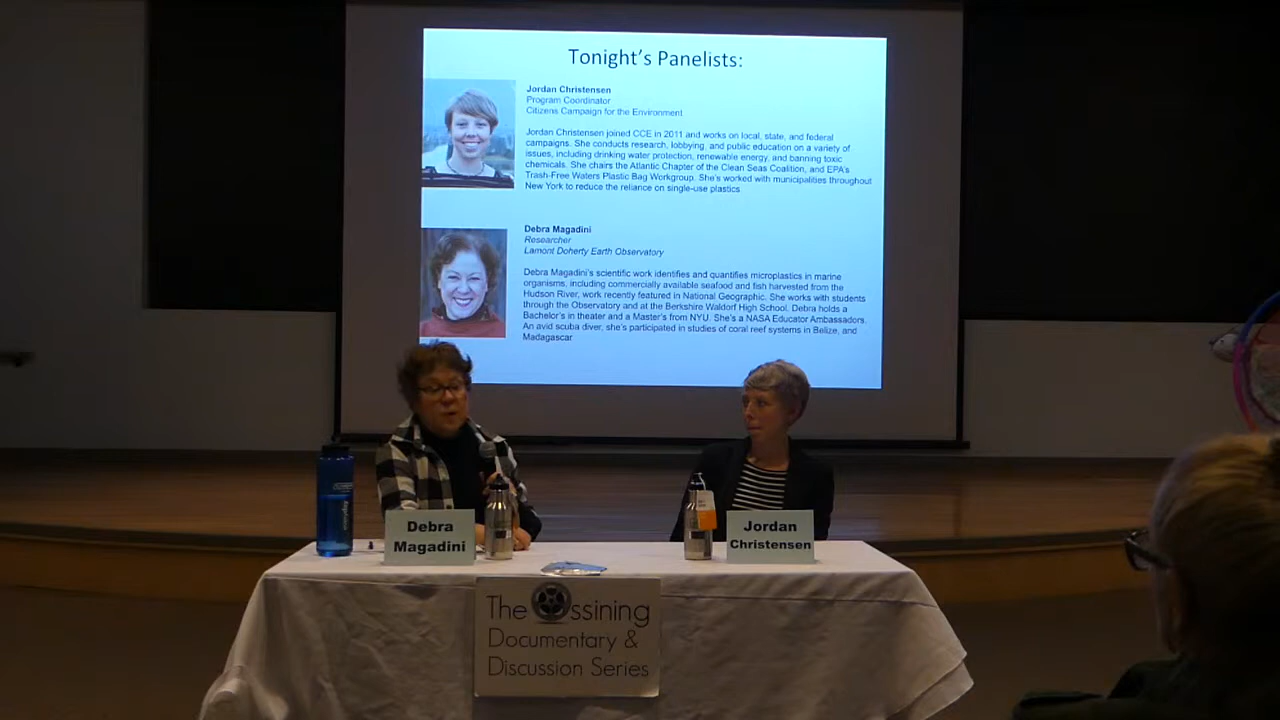 Tonight's Panelists:
Jordan Christensen
Program Coordinator
Citizens Campaign for the Environment
Jordan Christensen joined CCE in 2011 and works on local, state, and federal
campaigns. She conducts research, lobbying, and public education on a variety of
issues, including drinking water protection, renewable energy, and banning toxic
chemicals. She chairs the Atlantic Chapter of the Clean Seas Coalition, and EPA's
Trash-Free Waters Plastic Bag Workgroup. She's worked with municipalities throughout
New York to reduce the reliance on single-use plastics
Debra Magadini
Researcher
Lamont Doherty Earth Observatory
Debra Magadini's scientific work identifies and quantifies microplastics in marine
organisms, including commercially available seafood and fish harvested from the
Hudson River, work recently featured in National Geographic. She works with students
through the Observatory and at the Berkshire Waldorf High School. Debra holds a
Bachelor's in theater and a Master's from NYU. She's a NASA Educator Ambassadors.
An avid scuba diver, she's participated in studies of coral reef systems in Belize, and
Madagascar
Debra
Magadini
Jordan
Christensen
The Ossining
Documentary &
Discussion Series